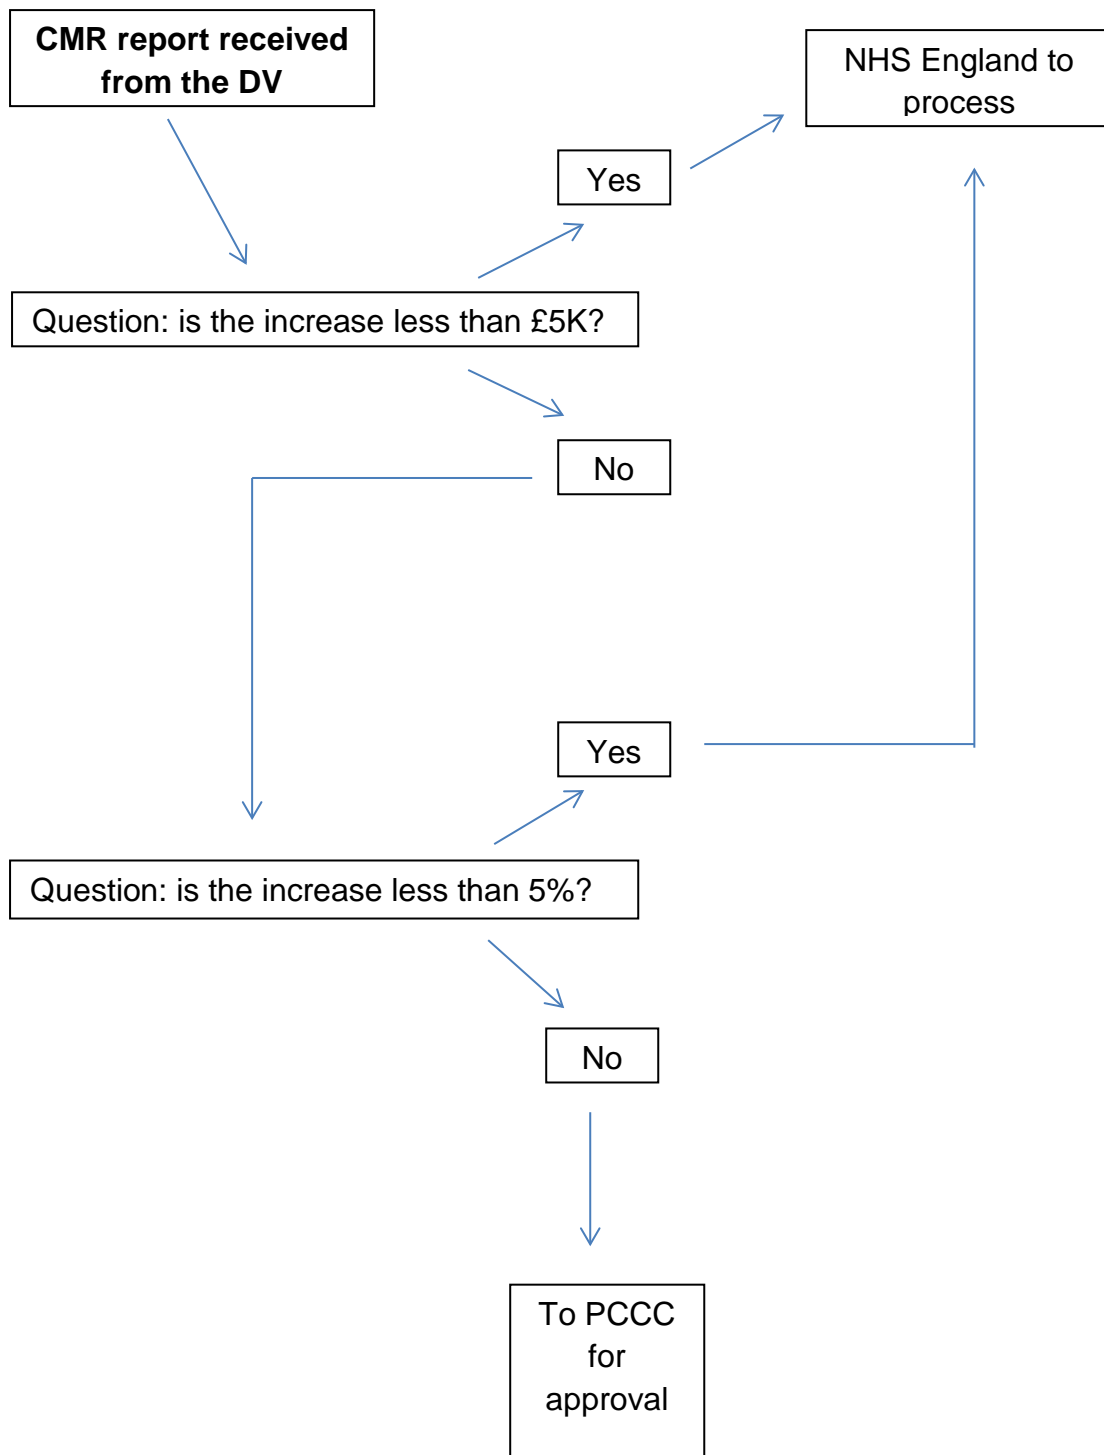 CMR report received
from the DV
NHS England to
process
Yes
Question: is the increase less than £5K?
No
Yes
Question: is the increase less than 5%?
No
To PCCC
for
approval